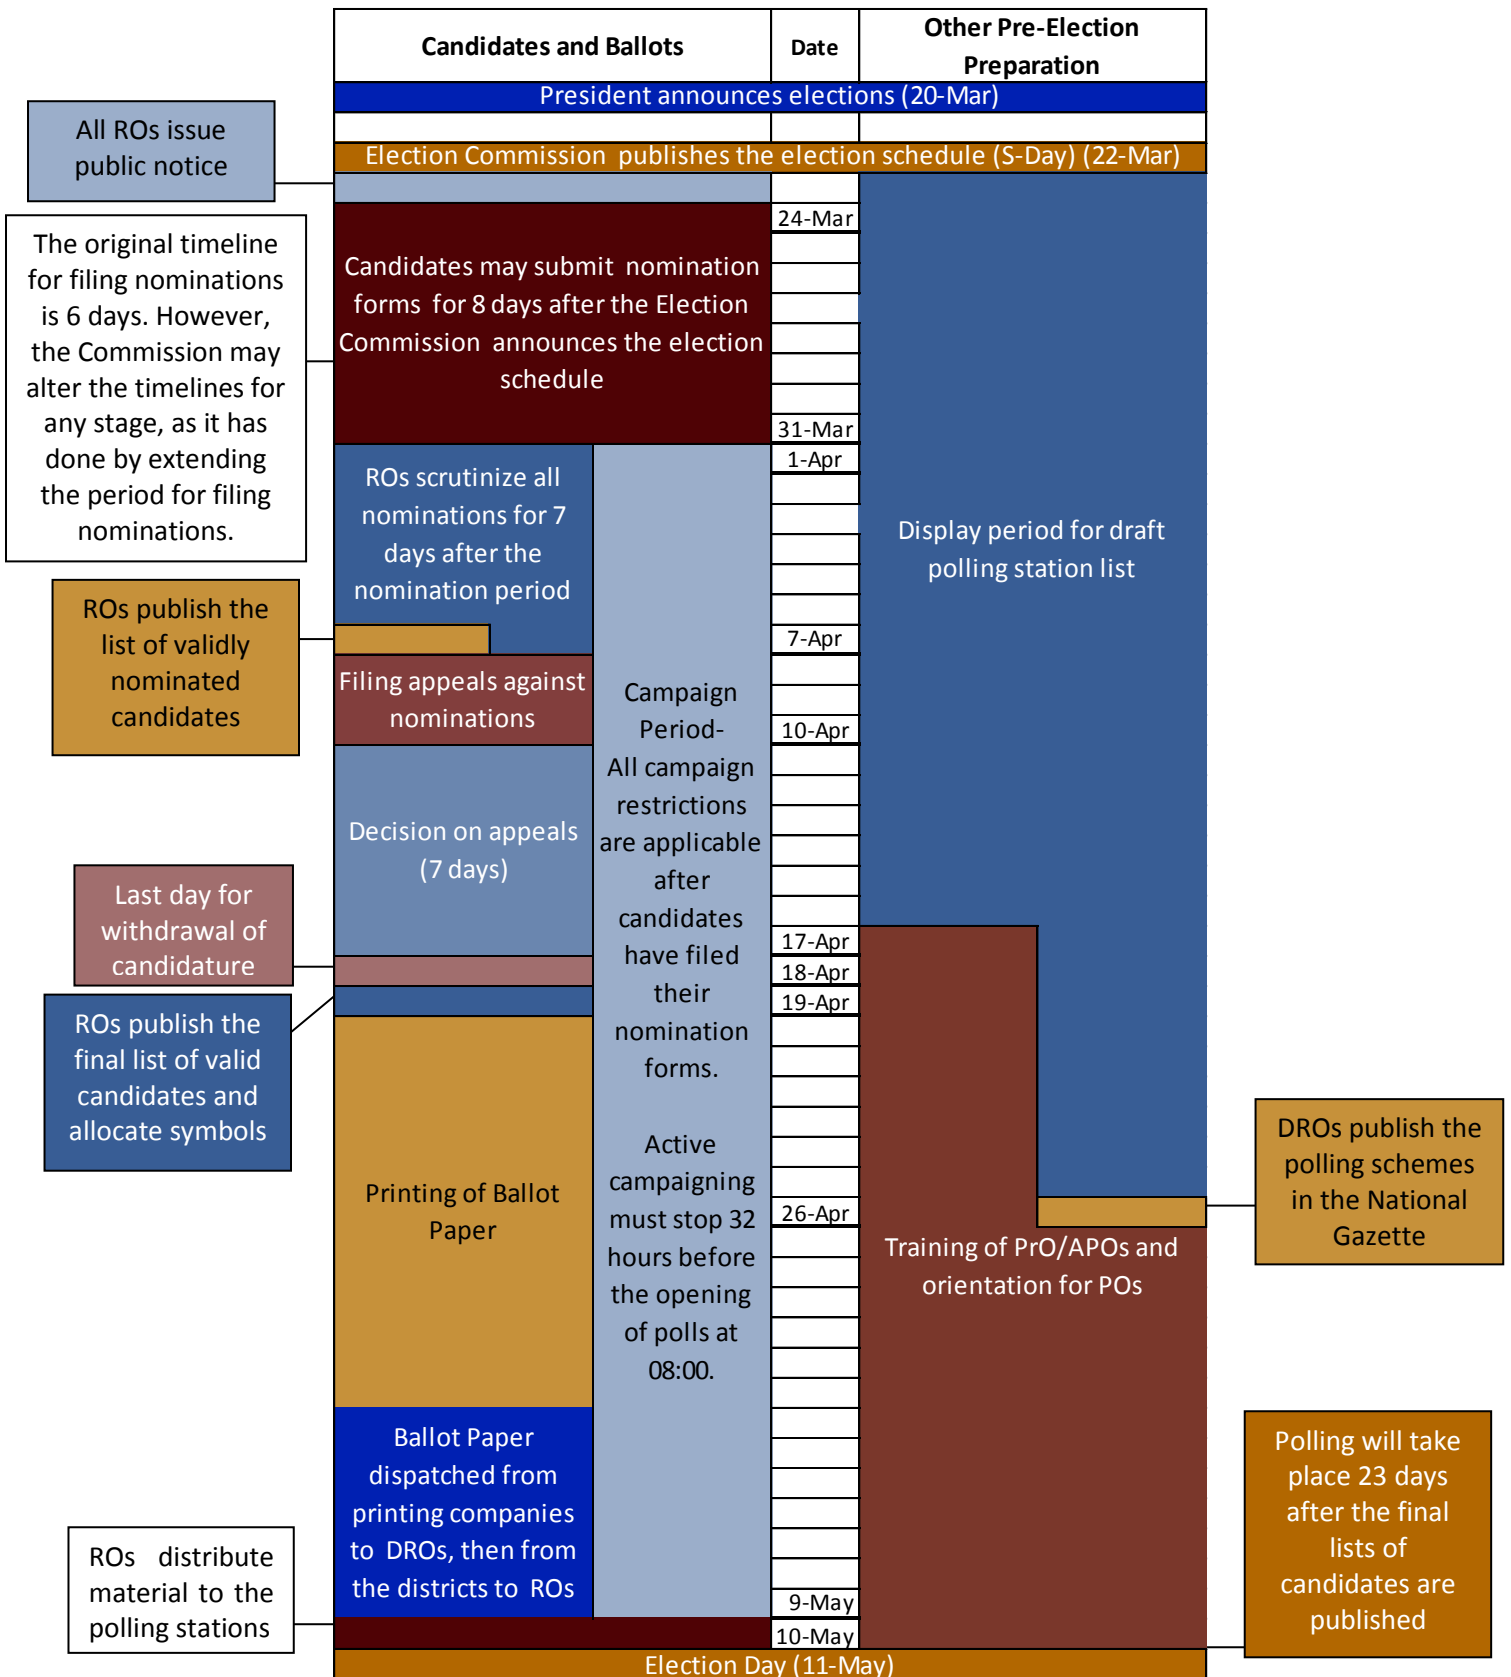 Candidates and Ballots
Date
Other Pre-Election
Preparation
President announces elections (20-Mar)
All ROs issue
public notice
Election Commission publishes the election schedule (S-Day) (22-Mar)
24-Mar
The original timeline
for filing nominations
is 6 days. However,
the Commission may
alter the timelines for
any stage, as it has
done by extending
the period for filing
nominations.
Candidates may submit nomination
forms for 8 days after the Election
Commission announces the election
schedule
31-Mar
1-Apr
ROs scrutinize all
nominations for 7
days after the
nomination period
Display period for draft
polling station list
ROs publish the
list of validly
nominated
candidates
7-Apr
Filing appeals against
nominations
10-Apr
Campaign
Period-
All campaign
restrictions
are applicable
after
candidates
have filed
their
nomination
forms.
Active
campaigning
must stop 32
hours before
the opening
of polls at
08:00.
Decision on appeals
(7 days)
Last day for
withdrawal of
candidature
17-Apr
18-Apr
19-Apr
ROs publish the
final list of valid
candidates and
allocate symbols
Printing of Ballot
Paper
26-Apr
DROs publish the
polling schemes
in the National
Gazette
Training of PrO/APOs and
orientation for POs
Ballot Paper
dispatched from
printing companies
to DROs, then from
the districts to ROs
Polling will take
place 23 days
after the final
lists of
candidates are
published
ROs distribute
material to the
polling stations
9-May
10-May
Election Day (11-May)